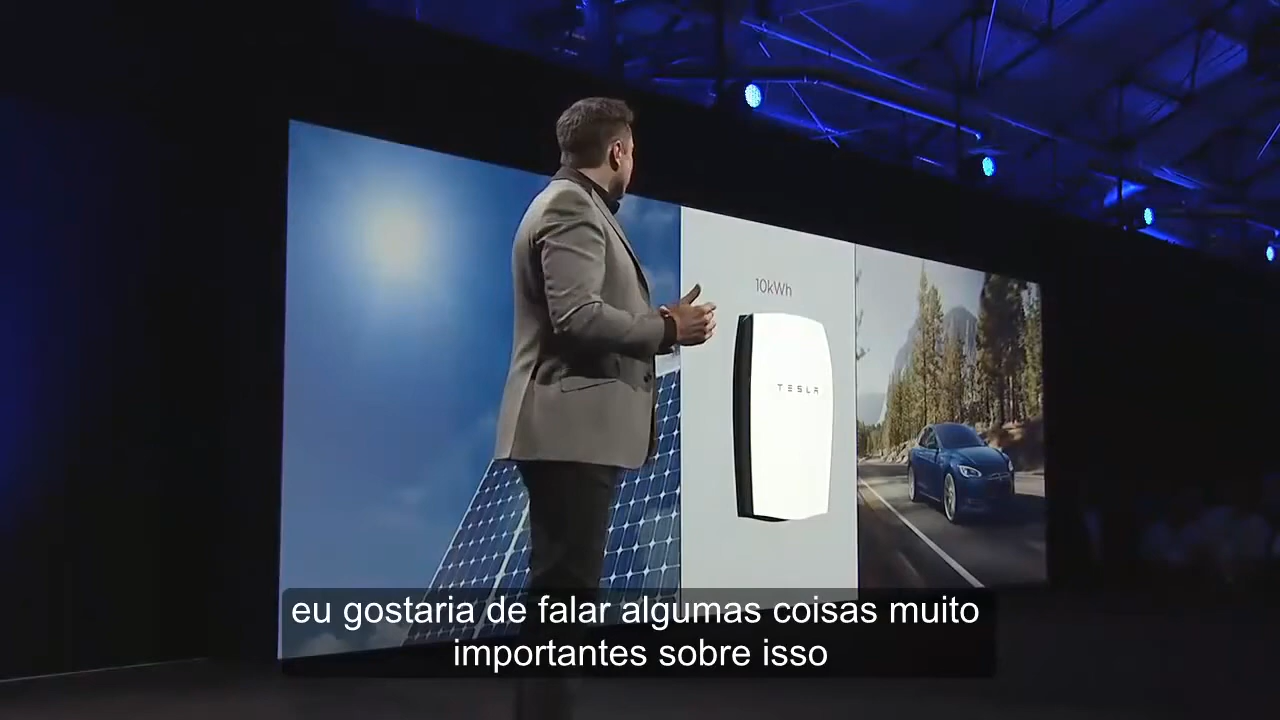 10kWh
TESLA
eu gostaria de falar algumas coisas muito
importantes sobre isso